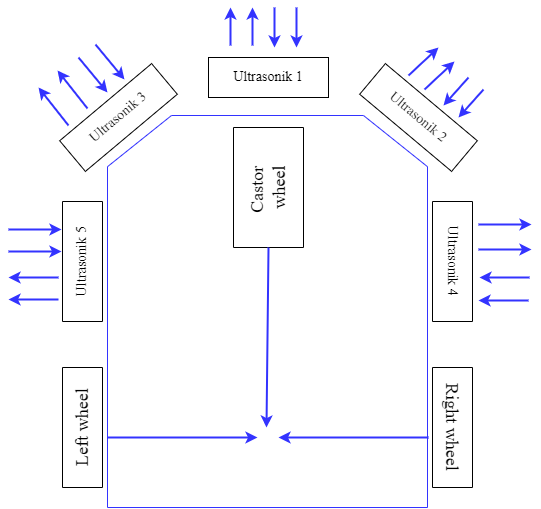 Ultrasonik 1
Ultrasonik 3
Ultrasonik 2
Castor
wheel
Ultrasonik 5
Ultrasonik 4
Left wheel
Right wheel